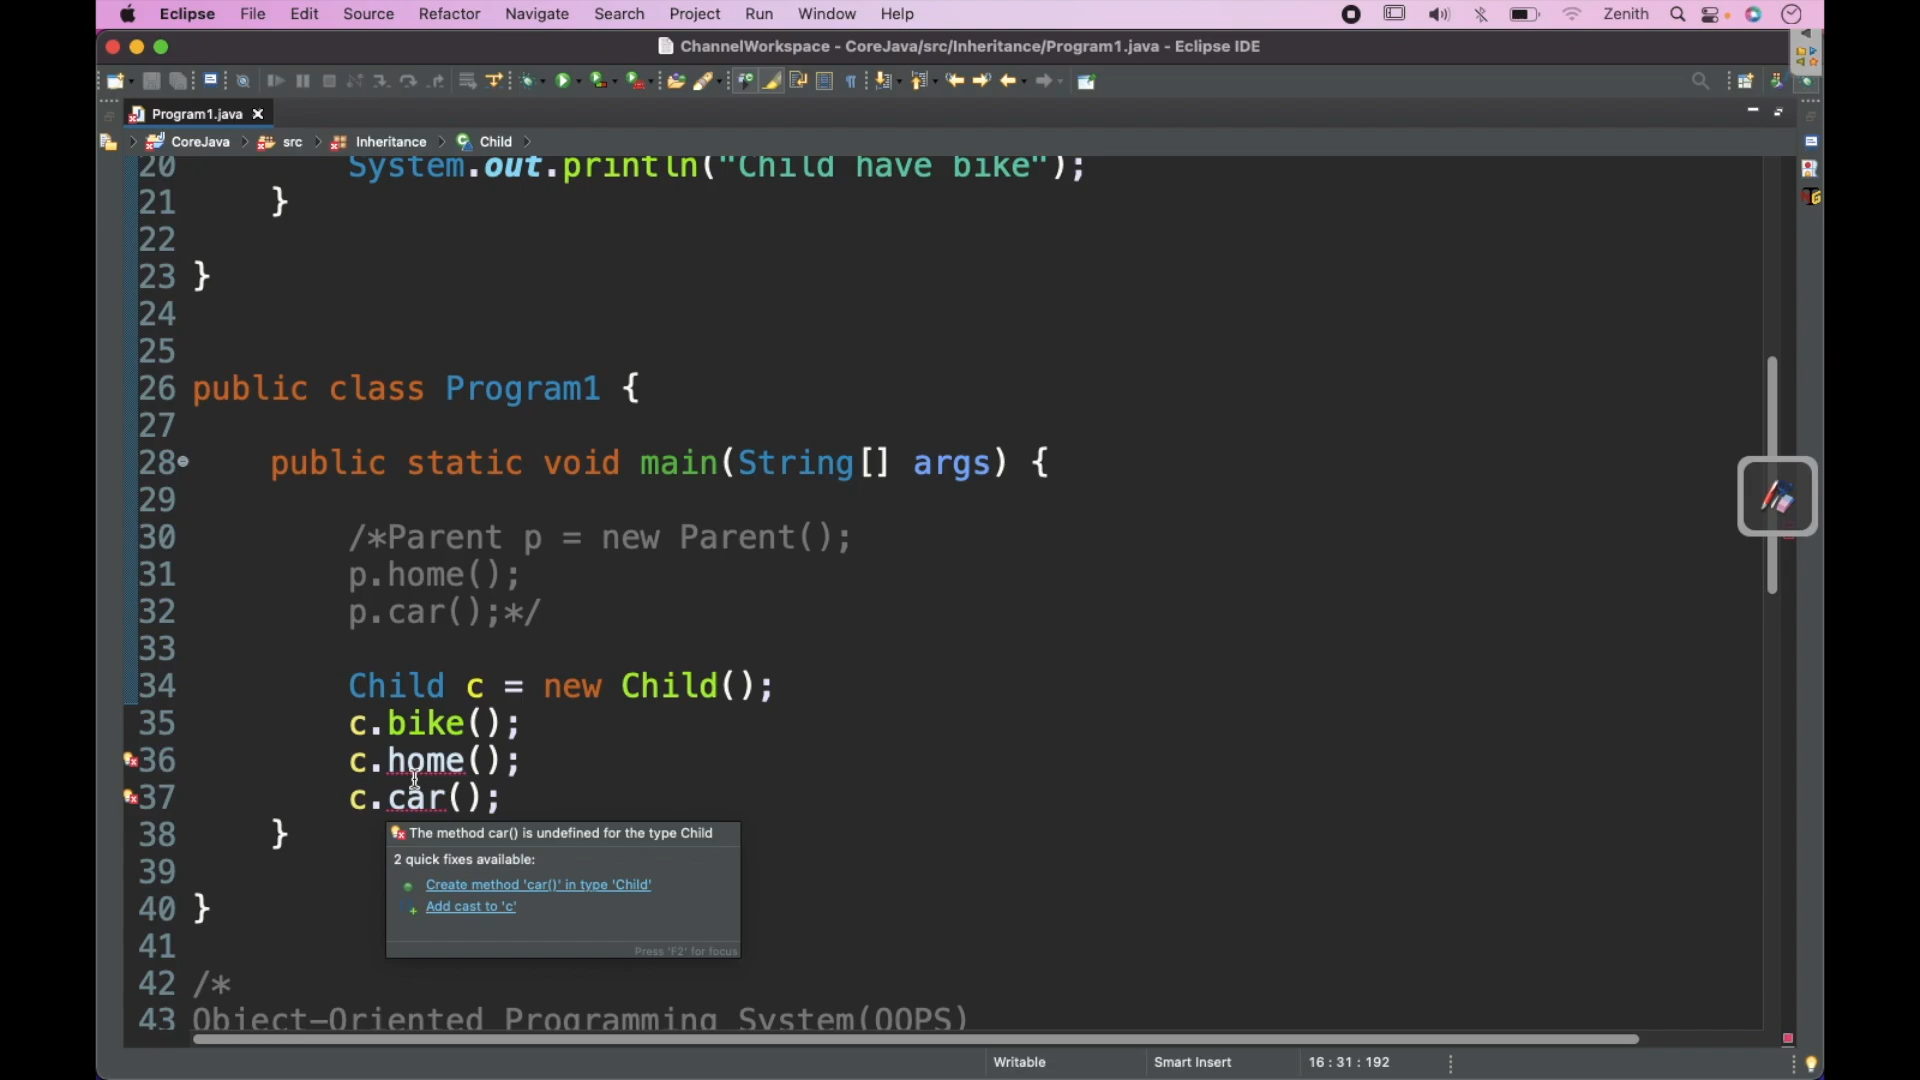 Eclipse File Edit Source Refactor Navigate Search Project Run Window Help Zenith
ChannelWorkspace - CoreJava/src/Inheritance/Program1.java - Eclipse IDE
Program1.java
CoreJava src Inheritance Child
20 System.out.println("Child have bike");
21 }
22
23 }
24
25
26 public class Program1 {
27
28 public static void main(String[] args) {
29
30 /*Parent p = new Parent();
31 p.home();
32 p.car();*/
33
34 Child c = new Child();
35 c.bike();
36 c.home();
37 c.car();
38 }
The method car() is undefined for the type Child
2 quick fixes available:
39
Create method 'car()' in type 'Child'
40 }
Add cast to 'c'
41
Press 'F2' for focus
42 /*
43 Object-Oriented Programming System(OOPS)
Writable Smart Insert 16 : 31 : 192